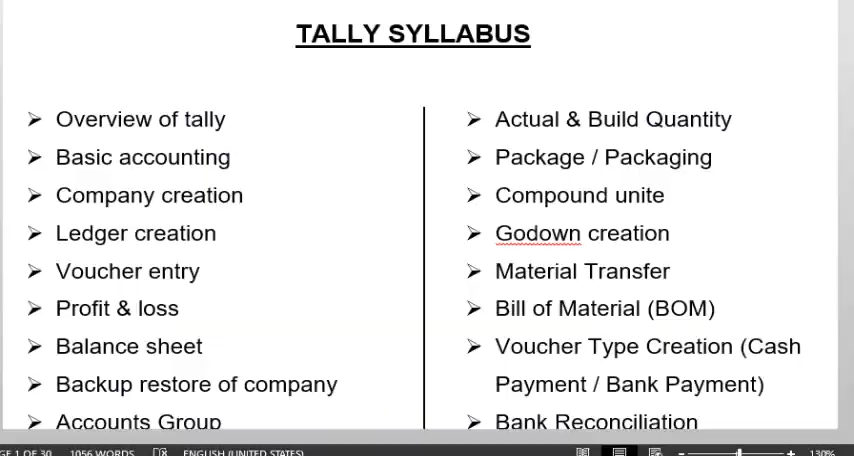 TALLY SYLLABUS
Overview of tally
Basic accounting
Company creation
Ledger creation
Voucher entry
Profit & loss
Balance sheet
Backup restore of company
Accounts Group
Actual & Build Quantity
Package / Packaging
Compound unite
Godown creation
Material Transfer
Bill of Material (BOM)
Voucher Type Creation (Cash
Payment / Bank Payment)
Bank Reconciliation
GE 1 OF 30 1056 WORDS ENGLISH (UNITED STATES) 130%